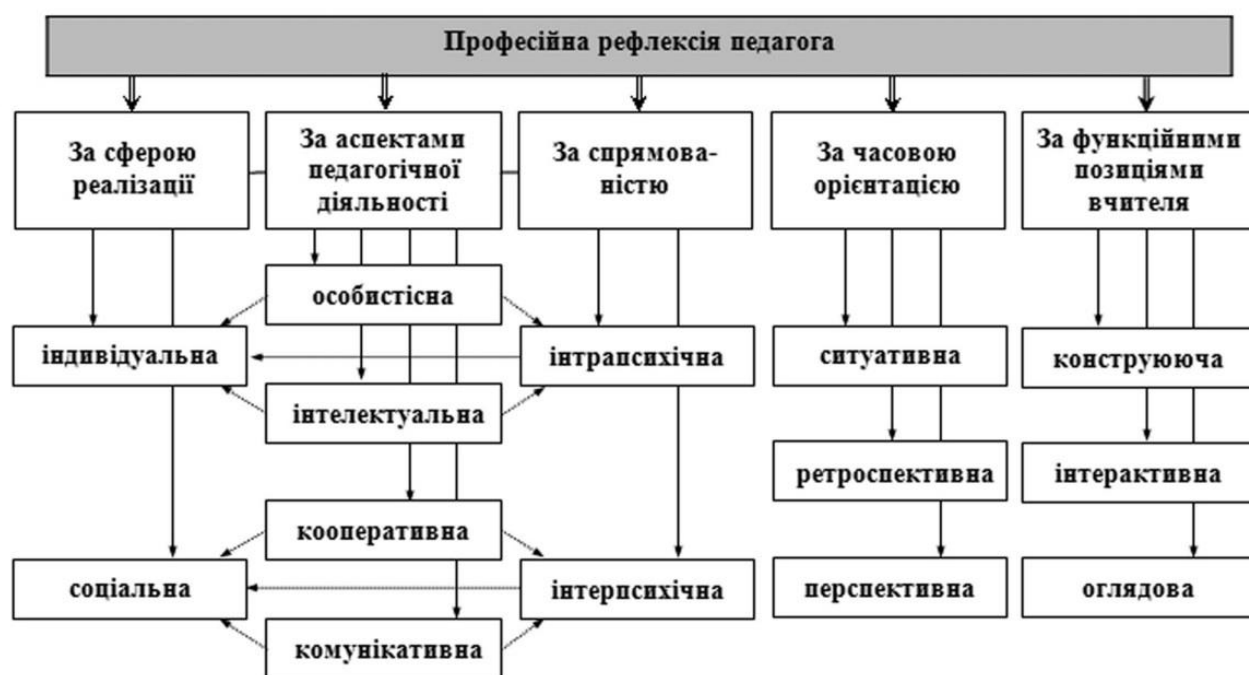 Професійна рефлексія педагога
За сферою
реалізації
За аспектами
педагогічної
діяльності
За спрямова-
ністю
За часовою
орієнтацією
За функційними
позиціями
вчителя
особистісна
індивідуальна
інтрапсихічна
ситуативна
конструююча
інтелектуальна
ретроспективна
інтерактивна
кооперативна
соціальна
інтерпсихічна
перспективна
оглядова
комунікативна